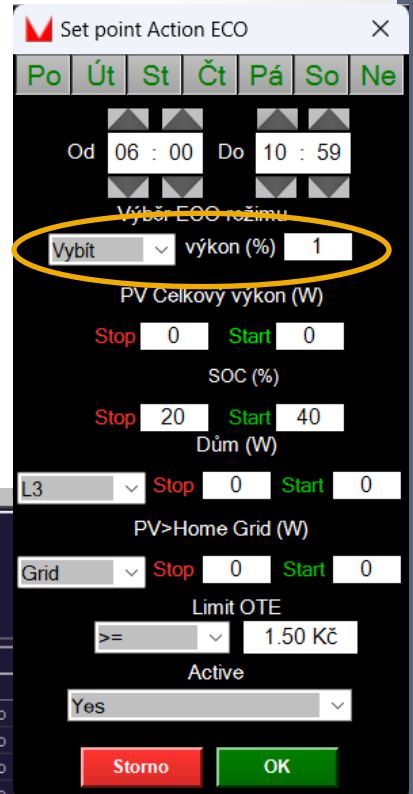 Set point Action ECO
Po Út St Čt Pá So Ne
Od 06 : 00 Do 10 : 59
Výběr ECO režimu
Vybít výkon (%) 1
PV Celkový výkon (W)
Stop 0 Start 0
SOC (%)
Stop 20 Start 40
Dům (W)
L3 Stop 0 Start 0
PV>Home Grid (W)
Grid Stop 0 Start 0
Limit OTE
>= 1.50 Kč
Active
Yes
Storno OK